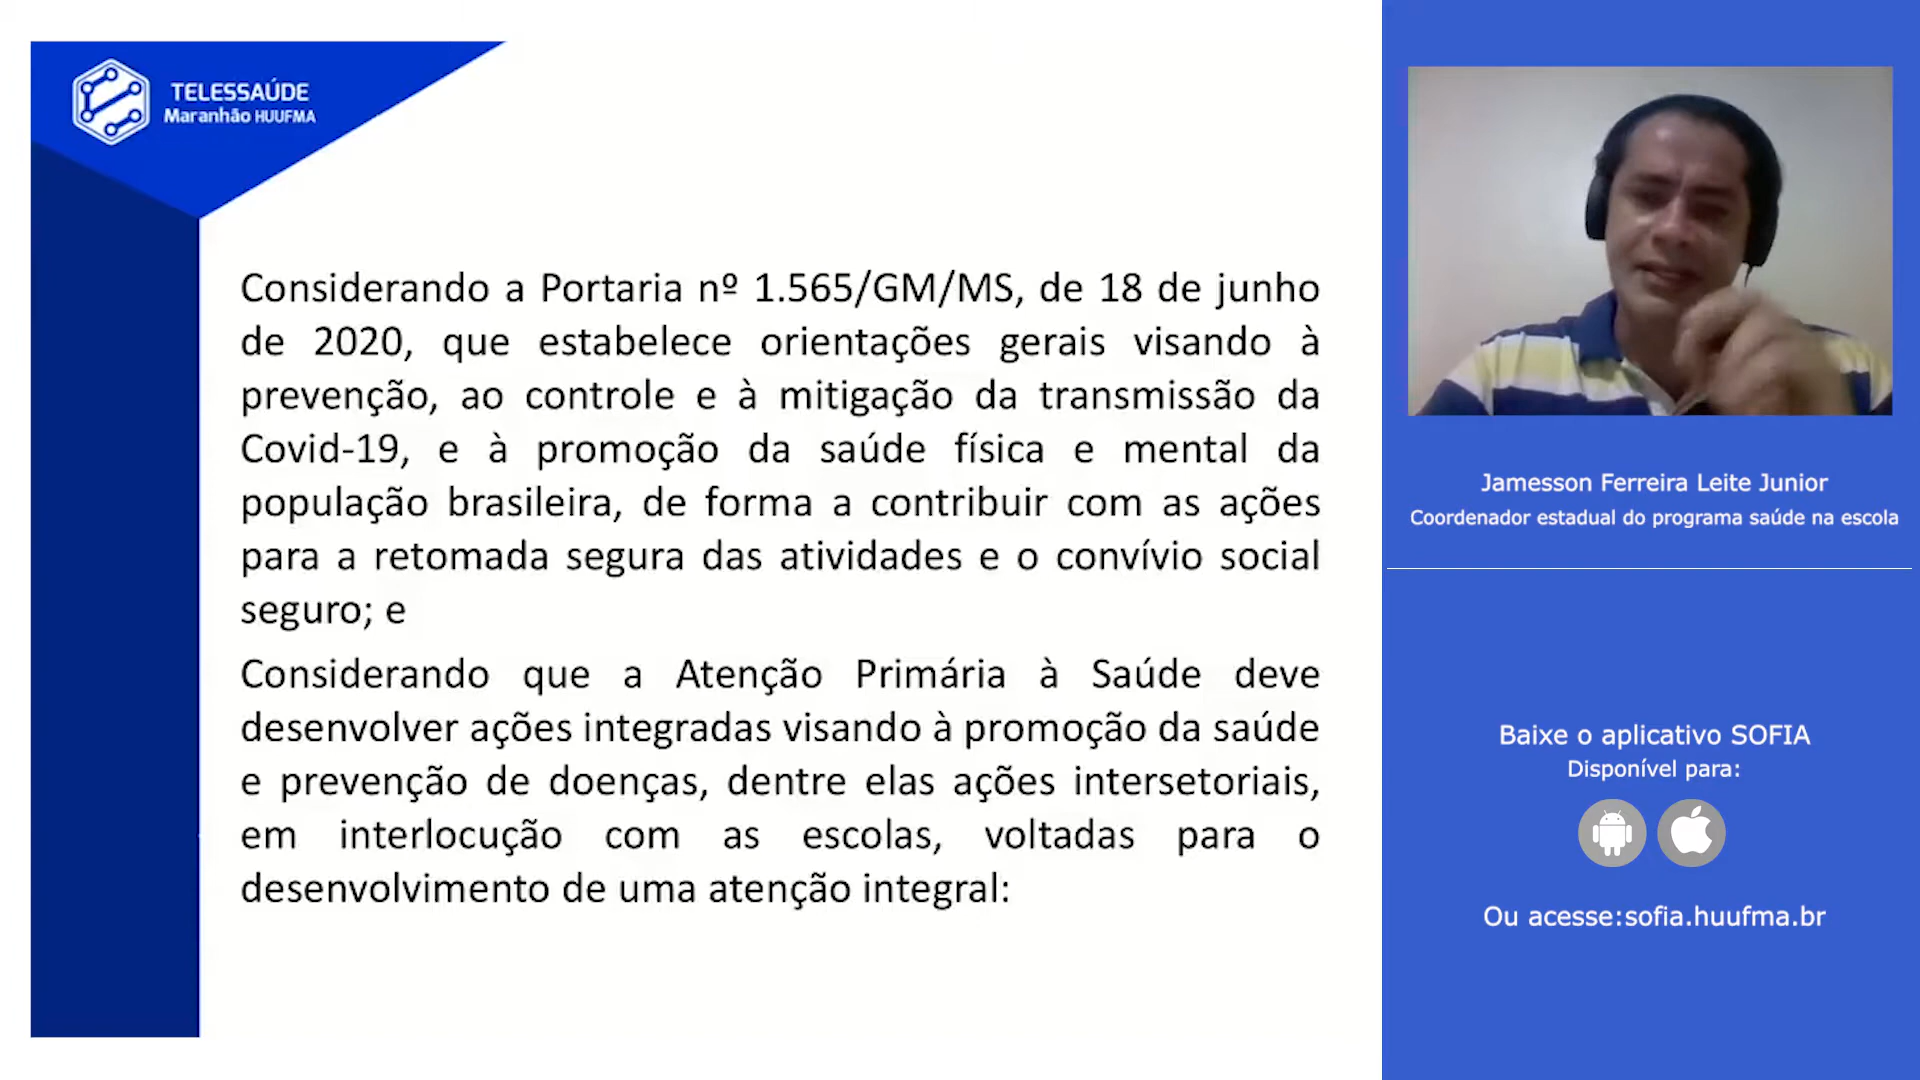 TELESSAÚDE
Maranhão HUUFMA
Considerando a Portaria nº 1.565/GM/MS, de 18 de junho
de 2020, que estabelece orientações gerais visando à
prevenção, ao controle e à mitigação da transmissão da
Covid-19, e à promoção da saúde física e mental da
população brasileira, de forma a contribuir com as ações
para a retomada segura das atividades e o convívio social
seguro; e
Considerando que a Atenção Primária à Saúde deve
desenvolver ações integradas visando à promoção da saúde
e prevenção de doenças, dentre elas ações intersetoriais,
em interlocução com as escolas, voltadas para o
desenvolvimento de uma atenção integral:
Jamesson Ferreira Leite Junior
Coordenador estadual do programa saúde na escola
Baixe o aplicativo SOFIA
Disponível para:
Ou acesse:sofia.huufma.br